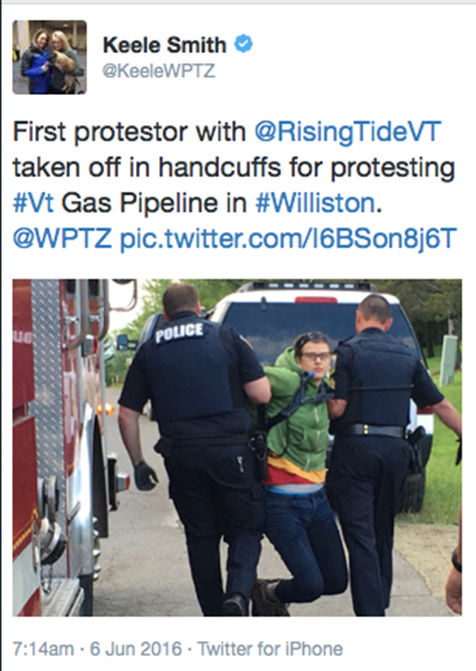 Keele Smith
@KeeleWPTZ
First protestor with @RisingTideVT
taken off in handcuffs for protesting
#Vt Gas Pipeline in #Williston.
@WPTZ pic.twitter.com/I6BSon8j6T
POLICE
7:14am · 6 Jun 2016 · Twitter for iPhone